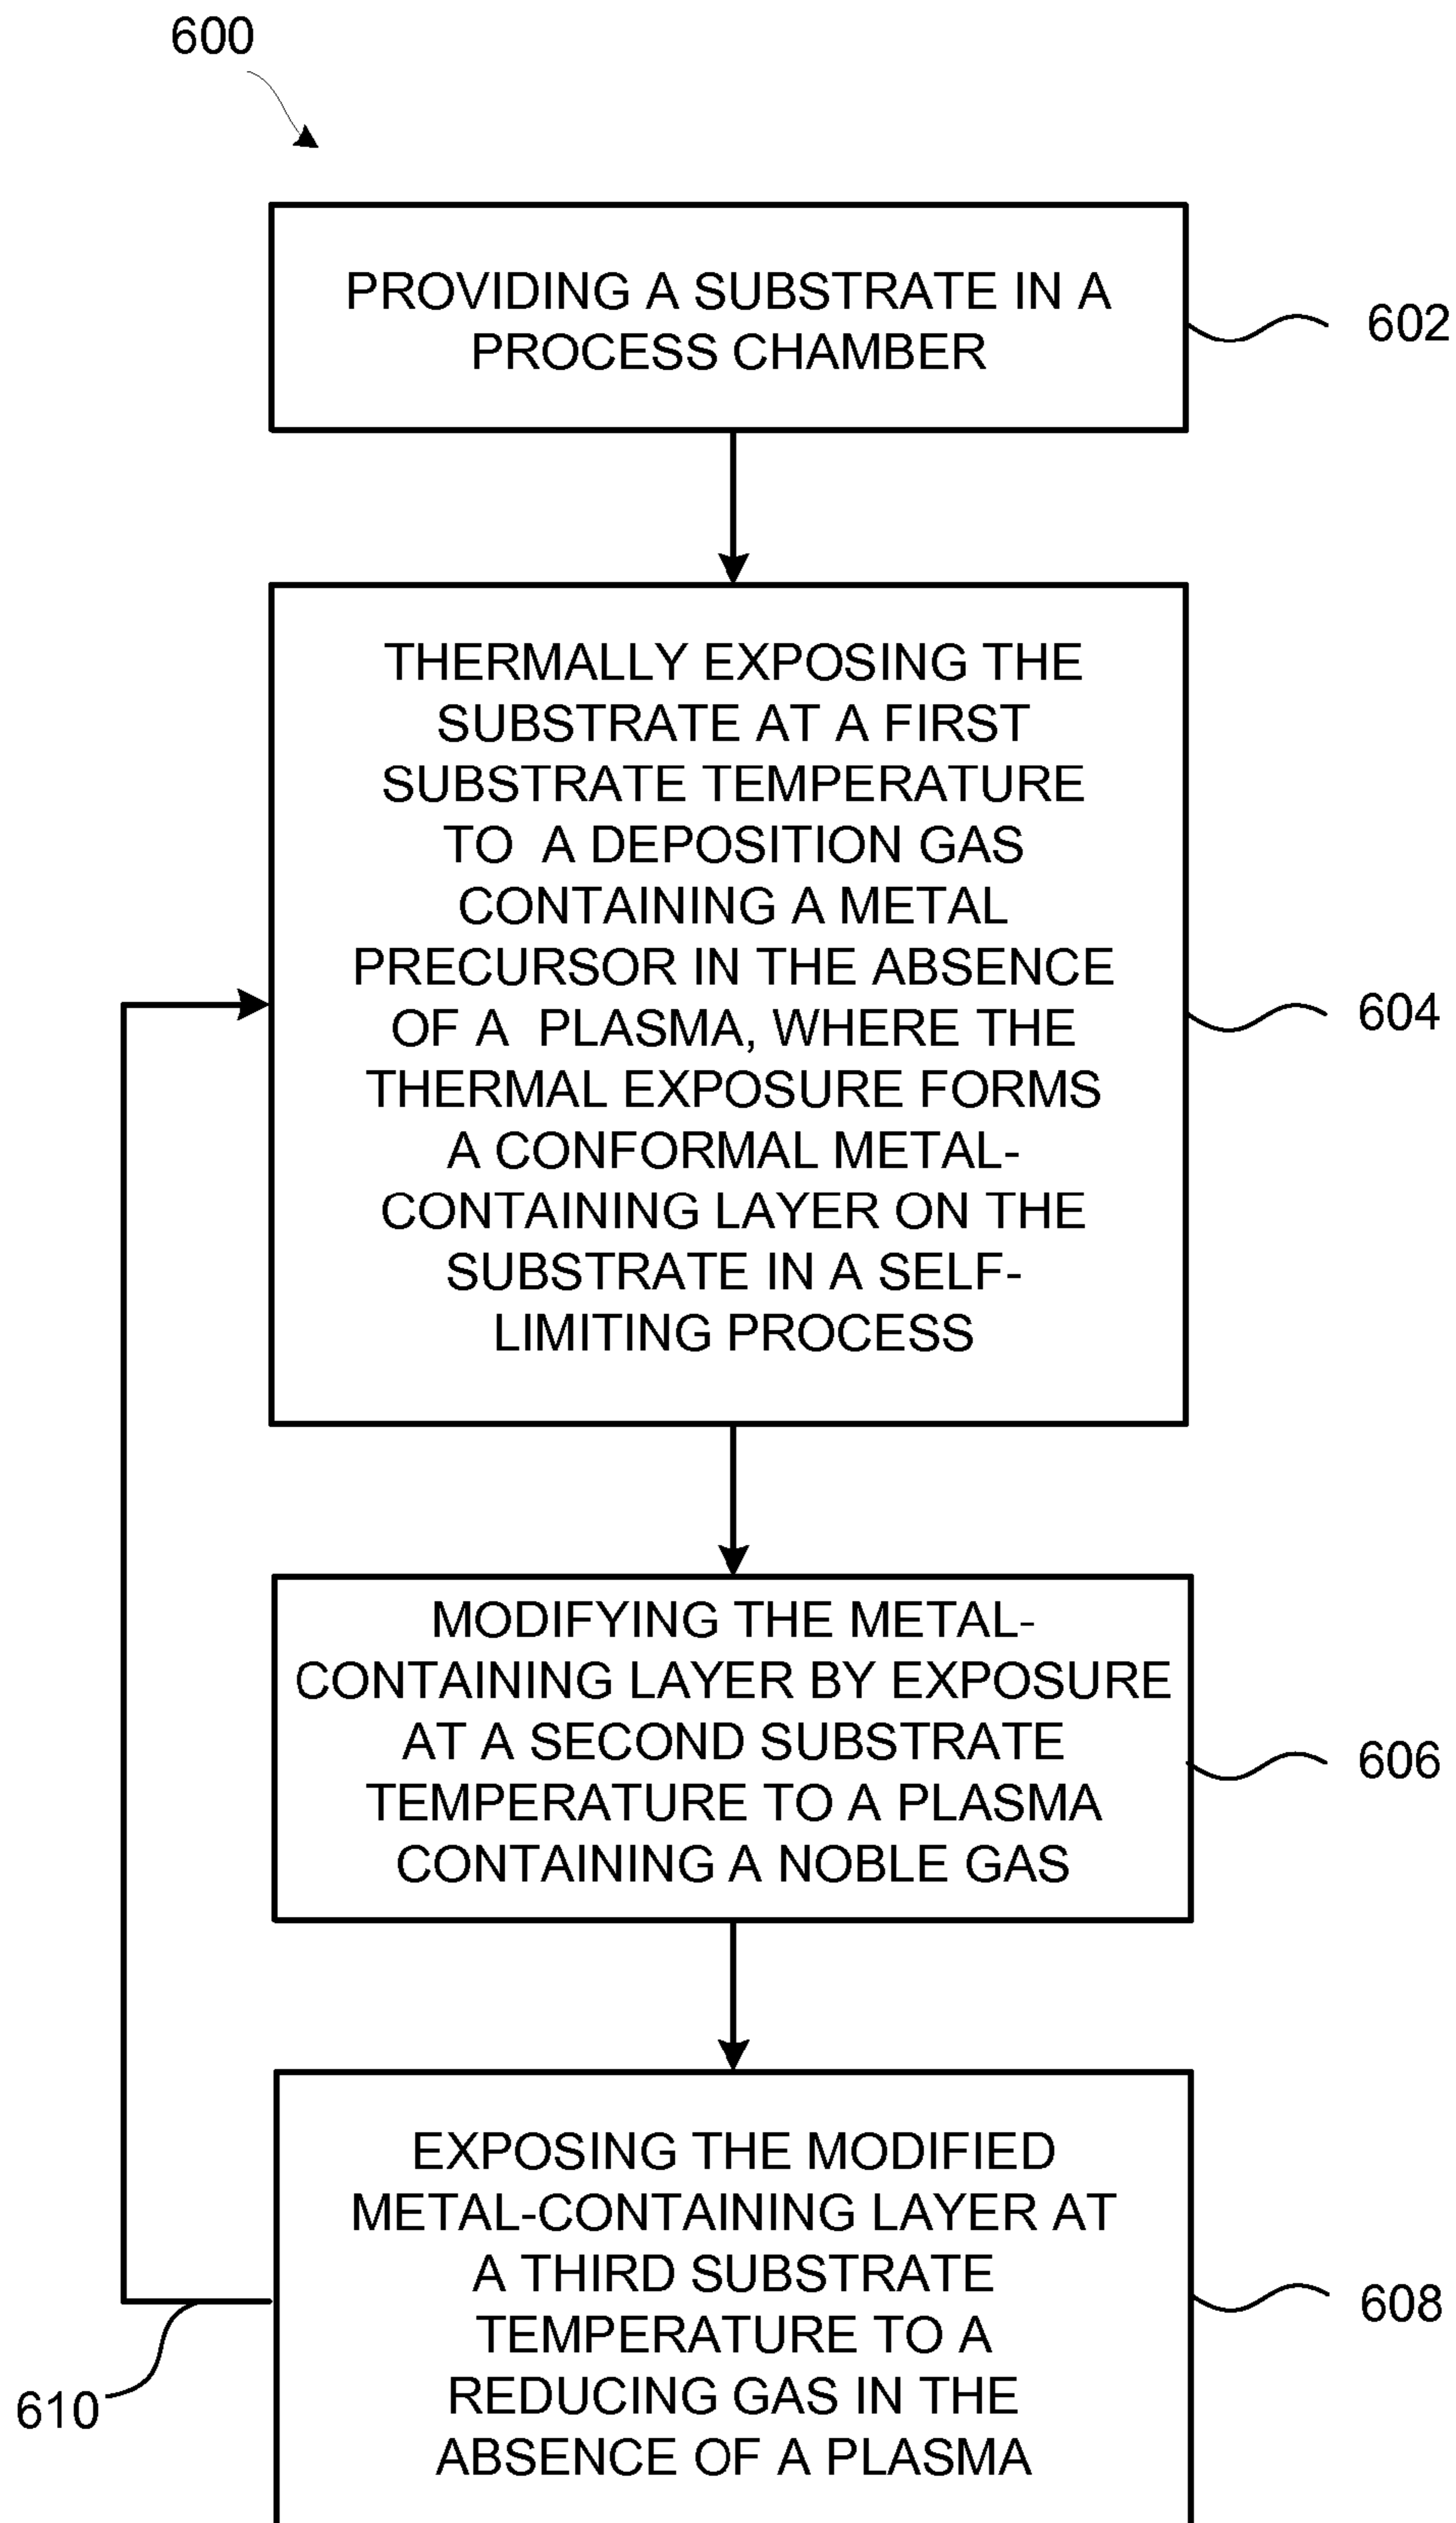 600
PROVIDING A SUBSTRATE IN A
PROCESS CHAMBER
602
THERMALLY EXPOSING THE
SUBSTRATE AT A FIRST
SUBSTRATE TEMPERATURE
TO A DEPOSITION GAS
CONTAINING A METAL
PRECURSOR IN THE ABSENCE
OF A PLASMA, WHERE THE
THERMAL EXPOSURE FORMS
A CONFORMAL METAL-
CONTAINING LAYER ON THE
SUBSTRATE IN A SELF-
LIMITING PROCESS
604
MODIFYING THE METAL-
CONTAINING LAYER BY EXPOSURE
AT A SECOND SUBSTRATE
TEMPERATURE TO A PLASMA
CONTAINING A NOBLE GAS
606
EXPOSING THE MODIFIED
METAL-CONTAINING LAYER AT
A THIRD SUBSTRATE
TEMPERATURE TO A
REDUCING GAS IN THE
ABSENCE OF A PLASMA
608
610